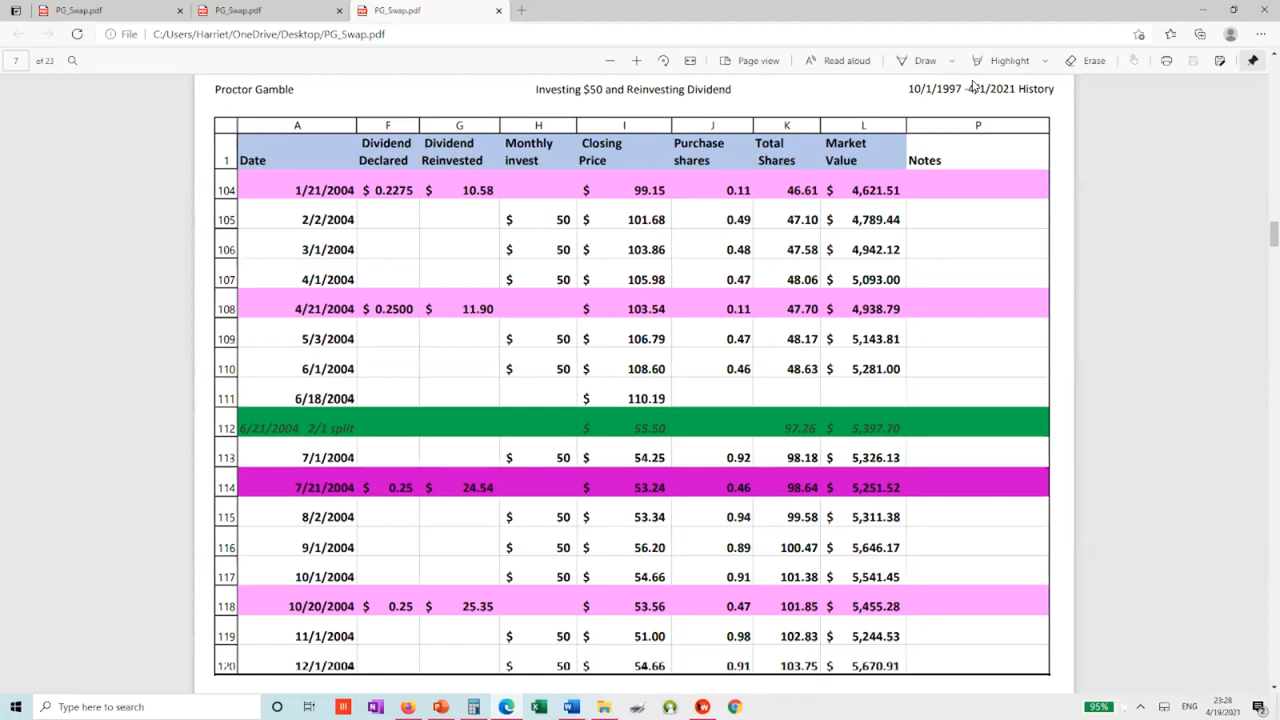 PG_Swap.pdf PG_Swap.pdf PG_Swap.pdf
File C:/Users/Harriet/OneDrive/Desktop/PG_Swap.pdf
7 of 23 Page view Read aloud Draw Highlight Erase
Proctor Gamble Investing $50 and Reinvesting Dividend 10/1/1997 -4/1/2021 History
A F G H I J K L P
Dividend Dividend Monthly Closing Purchase Total Market
1 Date Declared Reinvested invest Price shares Shares Value Notes
104 1/21/2004 $ 0.2275 $ 10.58 $ 99.15 0.11 46.61 $ 4,621.51
105 2/2/2004 $ 50 $ 101.68 0.49 47.10 $ 4,789.44
106 3/1/2004 $ 50 $ 103.86 0.48 47.58 $ 4,942.12
107 4/1/2004 $ 50 $ 105.98 0.47 48.06 $ 5,093.00
108 4/21/2004 $ 0.2500 $ 11.90 $ 103.54 0.11 47.70 $ 4,938.79
109 5/3/2004 $ 50 $ 106.79 0.47 48.17 $ 5,143.81
110 6/1/2004 $ 50 $ 108.60 0.46 48.63 $ 5,281.00
111 6/18/2004 $ 110.19
112 6/21/2004 2/1 split $ 55.50 97.26 $ 5,397.70
113 7/1/2004 $ 50 $ 54.25 0.92 98.18 $ 5,326.13
114 7/21/2004 $ 0.25 $ 24.54 $ 53.24 0.46 98.64 $ 5,251.52
115 8/2/2004 $ 50 $ 53.34 0.94 99.58 $ 5,311.38
116 9/1/2004 $ 50 $ 56.20 0.89 100.47 $ 5,646.17
117 10/1/2004 $ 50 $ 54.66 0.91 101.38 $ 5,541.45
118 10/20/2004 $ 0.25 $ 25.35 $ 53.56 0.47 101.85 $ 5,455.28
119 11/1/2004 $ 50 $ 51.00 0.98 102.83 $ 5,244.53
120 12/1/2004 $ 50 $ 54.66 0.91 103.75 $ 5,670.91
Type here to search 95% ENG 23:28
4/19/2021